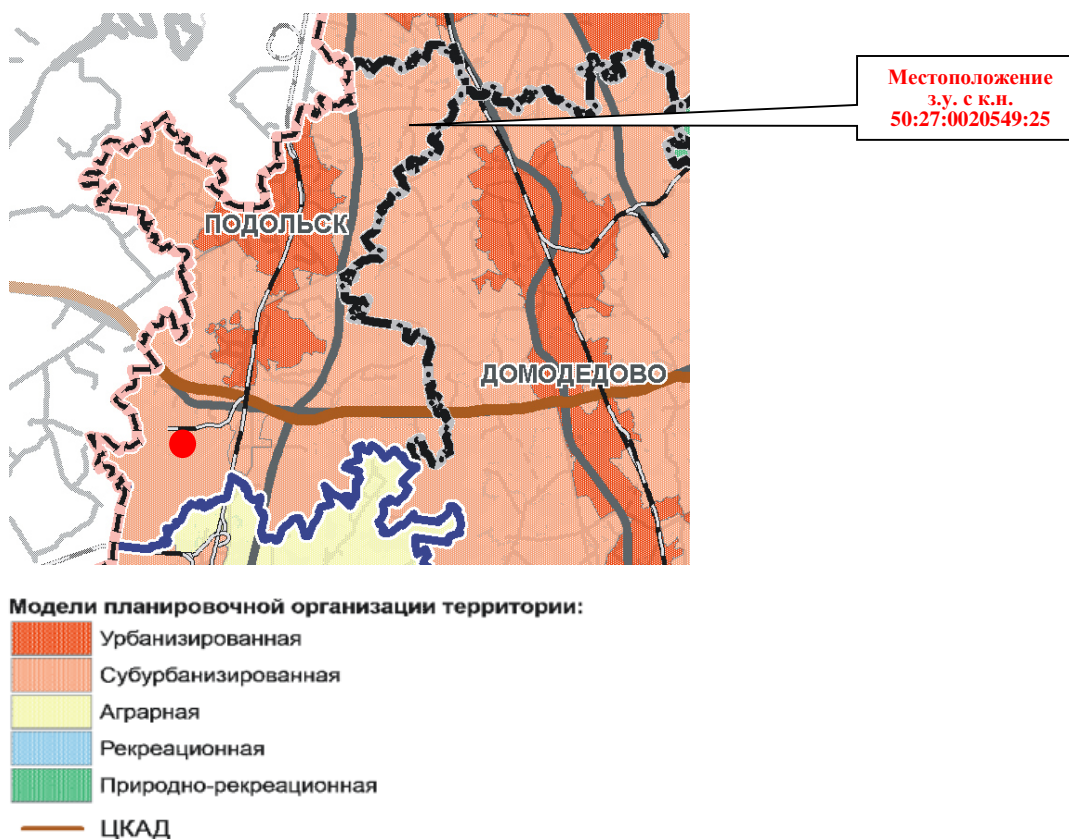 Местоположение
з.у. с к.н.
50:27:0020549:25
ПОДОЛЬСК
ДОМОДЕДОВО
Модели планировочной организации территории:
Урбанизированная
Субурбанизированная
Аграрная
Рекреационная
Природно-рекреационная
ЦКАД